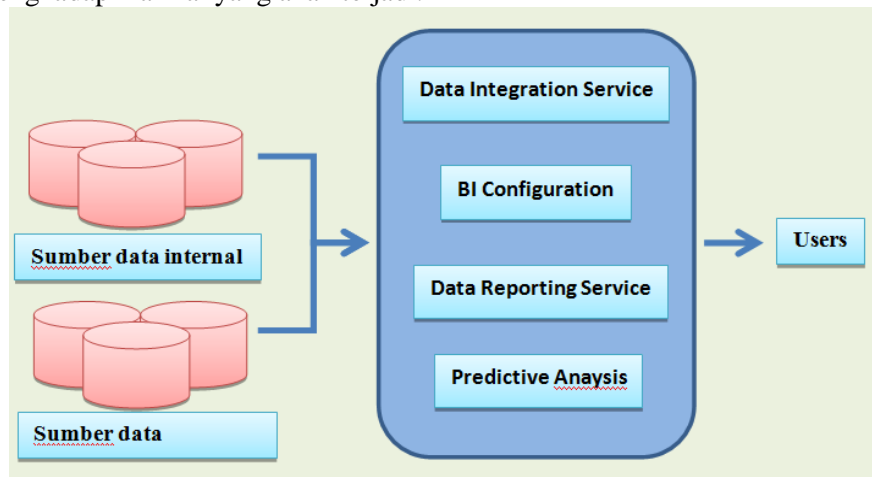 Sumber data internal
Sumber data
Data Integration Service
BI Configuration
Data Reporting Service
Predictive Anaysis
Users